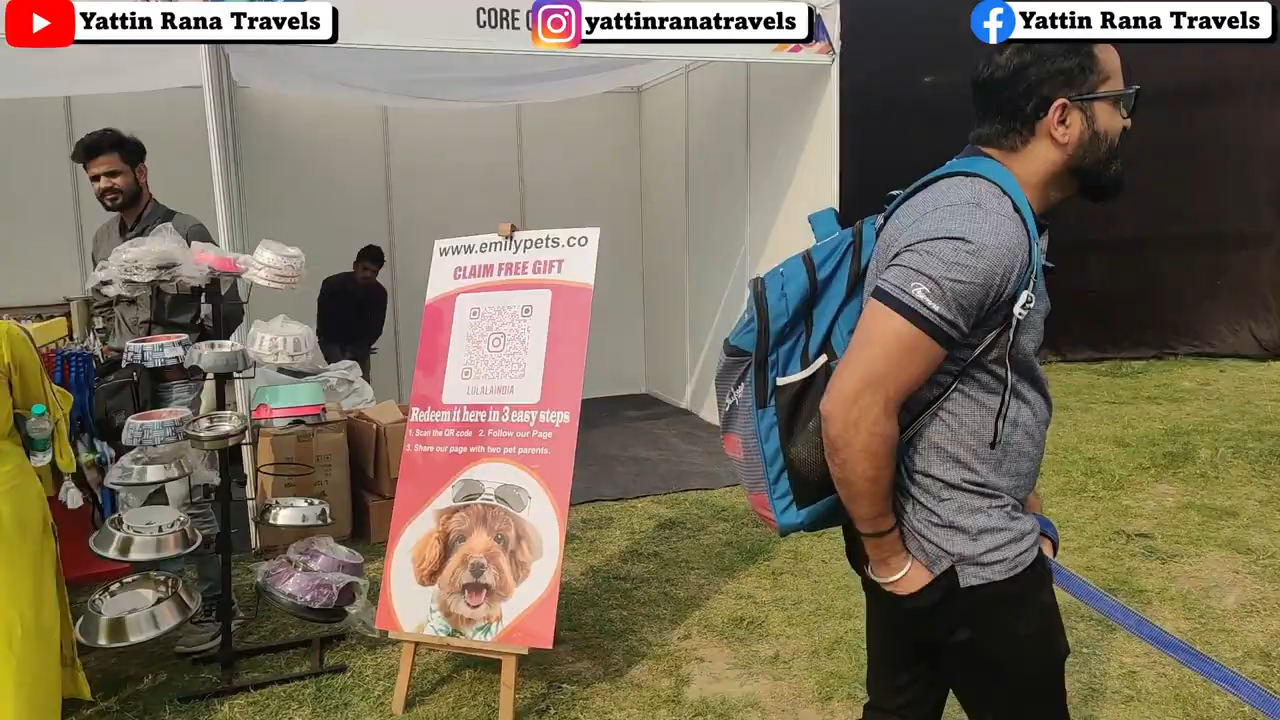 Yattin Rana Travels
yattinranatravels
Yattin Rana Travels
CORE
www.emilypets.co
CLAIM FREE GIFT
LULALAINDIA
Redeem it here in 3 easy steps
1. Scan the QR code 2. Follow our Page
3. Share our page with two pet parents.